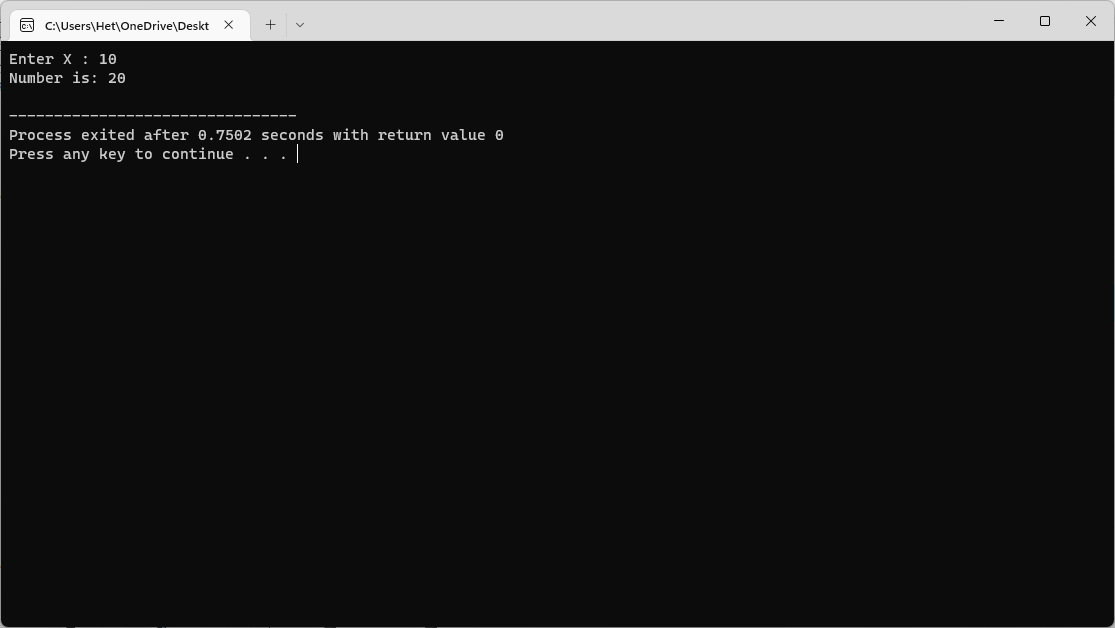 C:\Users\Het\OneDrive\Deskt
Enter X : 10
Number is: 20
--------------------------------
Process exited after 0.7502 seconds with return value 0
Press any key to continue . . .